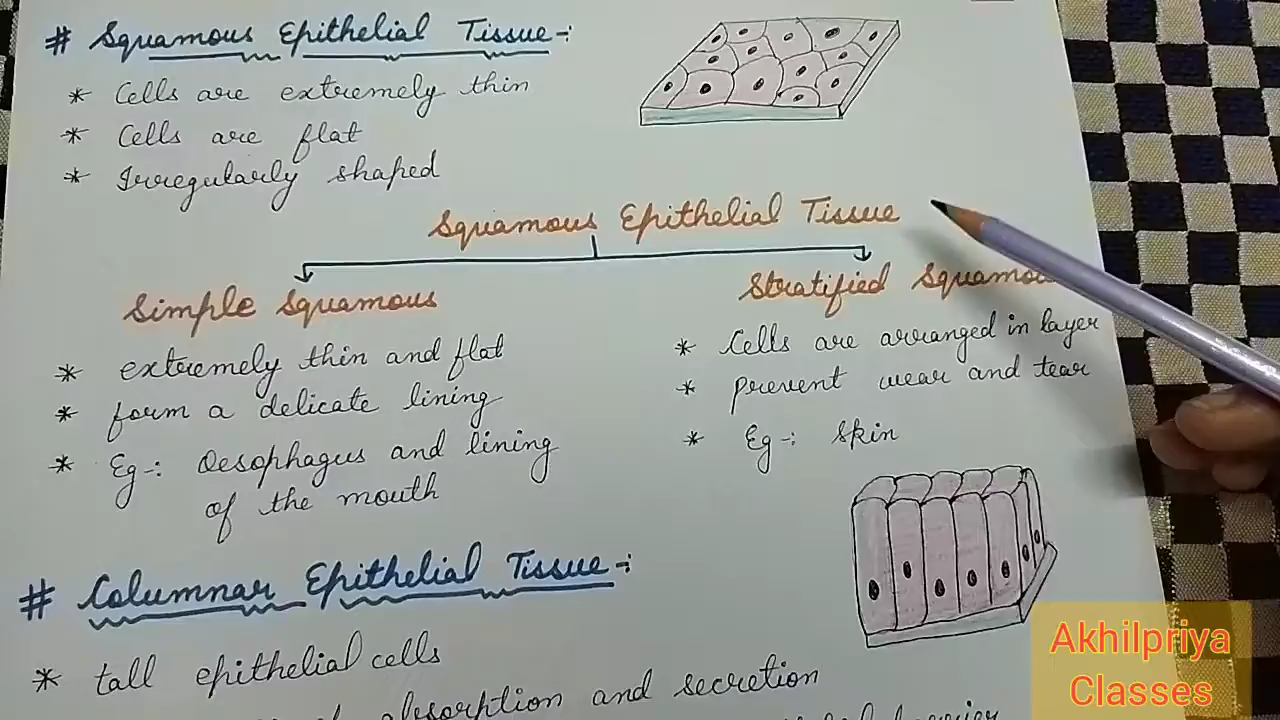 # Squamous Epithelial Tissue-:
* Cells are extremely thin
* Cells are flat
* Irregularly shaped
Squamous Epithelial Tissue
Simple Squamous
* extremely thin and flat
* form a delicate lining
* Eg-: Oesophagus and lining
of the mouth
Stratified
* Cells are arranged in layer
* prevent wear and tear
* Eg-: Skin
# Columnar Epithelial Tissue-:
* tall epithelial cells
absorption and secretion
Akhilpriya
Classes